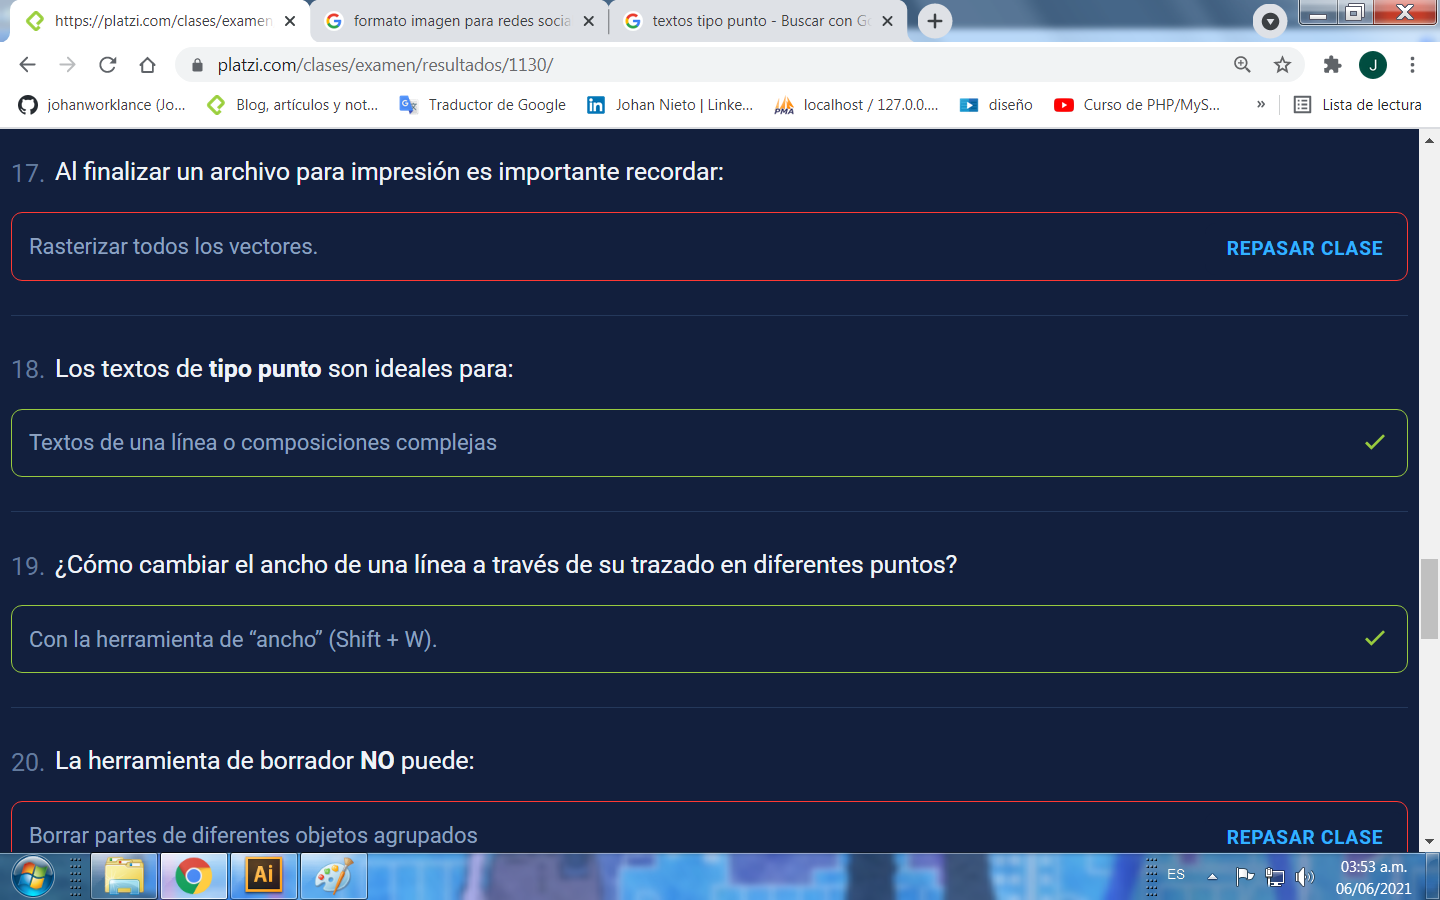 https://platzi.com/clases/examen
formato imagen para redes socia
textos tipo punto - Buscar con Go
platzi.com/clases/examen/resultados/1130/
J
johanworklance (Jo...
Blog, artículos y not...
Traductor de Google
Johan Nieto | Linke...
PMA
localhost / 127.0.0....
diseño
Curso de PHP/MyS...
»
Lista de lectura
17. Al finalizar un archivo para impresión es importante recordar:
Rasterizar todos los vectores.
REPASAR CLASE
18. Los textos de tipo punto son ideales para:
Textos de una línea o composiciones complejas
19. ¿Cómo cambiar el ancho de una línea a través de su trazado en diferentes puntos?
Con la herramienta de “ancho” (Shift + W).
20. La herramienta de borrador NO puede:
Borrar partes de diferentes objetos agrupados
REPASAR CLASE
Ai
ES
03:53 a.m.
06/06/2021